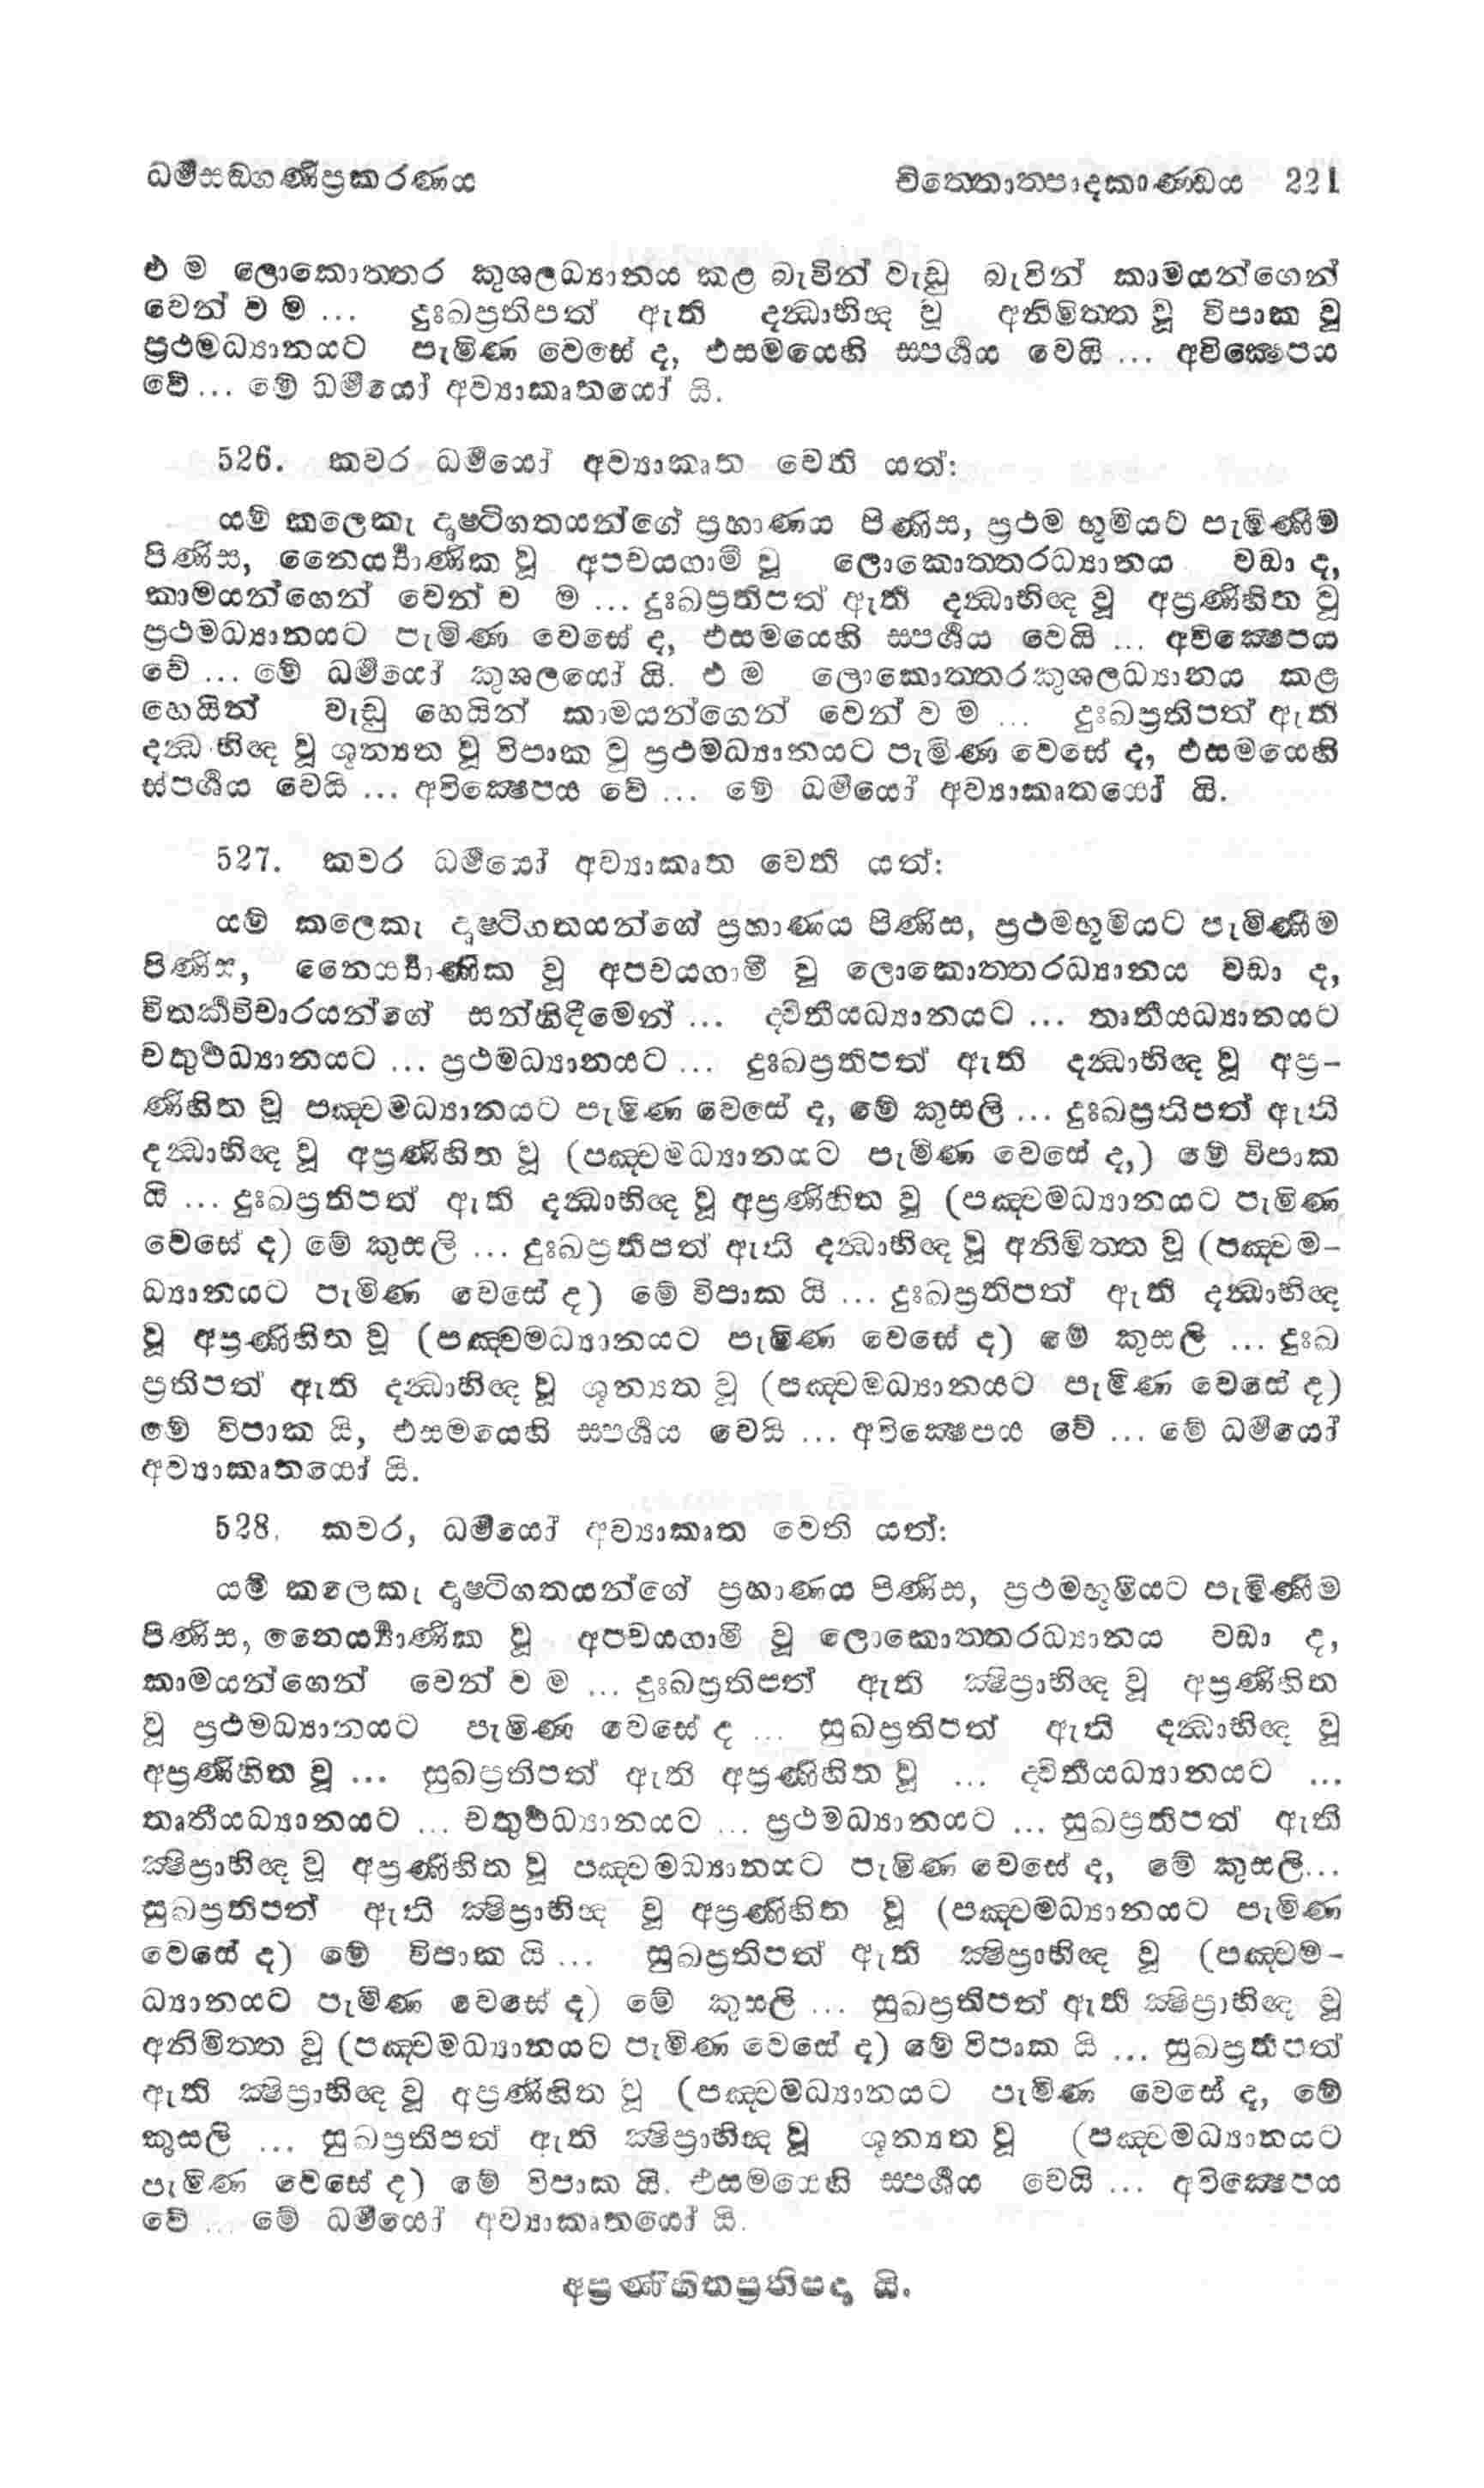 ධර්‍මසඞ්ගණිප්‍රකරණය චිත්තොත්පාදකාණ්ඩය 221
එ ම ලොකොත්තර කුශලධ්‍යානය කළ බැවින් වැඩූ බැවින් කාමයන්ගෙන්
වෙන් ව ම ... දුඃඛප්‍රතිපත් ඇති දන්‍ධාභිඥ වූ අනිමිත්ත වූ විපාක වූ
ප්‍රථමධ්‍යානයට පැමිණ වෙසේ ද, එසමයෙහි ස්පර්‍ශය වෙයි ... අවික්‍ෂෙපය
වේ ... මේ ධර්‍මයෝ අව්‍යාකෘතයෝ යි.
526. කවර ධර්‍මයෝ අව්‍යාකෘත වෙති යත්:
යම් කලෙකැ දෘෂ්ටිගතයන්ගේ ප්‍රහාණය පිණිස, ප්‍රථම භූමියට පැමිණීම
පිණිස, නෛය්‍යාර්‍ණික වූ අපචයගාමී වූ ලොකොත්තරධ්‍යානය වඩා ද,
කාමයන්ගෙන් වෙන් ව ම ... දුඃඛප්‍රතිපත් ඇති දන්‍ධාභිඥ වූ අප්‍රණිහිත වූ
ප්‍රථමධ්‍යානයට පැමිණ වෙසේ ද, එසමයෙහි ස්පර්‍ශය වෙයි ... අවික්‍ෂෙපය
වේ ... මේ ධර්‍මයෝ කුශලයෝ යි. එ ම ලොකොත්තරකුශලධ්‍යානය කළ
හෙයින් වැඩූ හෙයින් කාමයන්ගෙන් වෙන් ව ම ... දුඃඛප්‍රතිපත් ඇති
දන්‍ධාභිඥ වූ ශූන්‍යත වූ විපාක වූ ප්‍රථමධ්‍යානයට පැමිණ වෙසේ ද, එසමයෙහි
ස්පර්‍ශය වෙයි ... අවික්‍ෂෙපය වේ ... මේ ධර්‍මයෝ අව්‍යාකෘතයෝ යි.
527. කවර ධර්‍මයෝ අව්‍යාකෘත වෙති යත්:
යම් කලෙකැ දෘෂ්ටිගතයන්ගේ ප්‍රහාණය පිණිස, ප්‍රථමභූමියට පැමිණීම
පිණිස, නෛය්‍යාර්‍ණික වූ අපචයගාමී වූ ලොකොත්තරධ්‍යානය වඩා ද,
විතර්‍කවිචාරයන්ගේ සන්හිඳීමෙන් ... ද්විතීයධ්‍යානයට ... තෘතීයධ්‍යානයට
චතුර්‍ථධ්‍යානයට ... ප්‍රථමධ්‍යානයට ... දුඃඛප්‍රතිපත් ඇති දන්‍ධාභිඥ වූ අප්‍ර-
ණිහිත වූ පඤ්චමධ්‍යානයට පැමිණ වෙසේ ද, මේ කුසලි ... දුඃඛප්‍රතිපත් ඇති
දන්‍ධාභිඥ වූ අප්‍රණිහිත වූ (පඤ්චමධ්‍යානයට පැමිණ වෙසේ ද,) මේ විපාක
යි ... දුඃඛප්‍රතිපත් ඇති දන්‍ධාභිඥ වූ අප්‍රණිහිත වූ (පඤ්චමධ්‍යානයට පැමිණ
වෙසේ ද) මේ කුසලි ... දුඃඛප්‍රතිපත් ඇති දන්‍ධාභිඥ වූ අනිමිත්ත වූ (පඤ්චම-
ධ්‍යානයට පැමිණ වෙසේ ද) මේ විපාක යි ... දුඃඛප්‍රතිපත් ඇති දන්‍ධාභිඥ
වූ අප්‍රණිහිත වූ (පඤ්චමධ්‍යානයට පැමිණ වෙසේ ද) මේ කුසලි ... දුඃඛ
ප්‍රතිපත් ඇති දන්‍ධාභිඥ වූ ශූන්‍යත වූ (පඤ්චමධ්‍යානයට පැමිණ වෙසේ ද)
මේ විපාක යි, එසමයෙහි ස්පර්‍ශය වෙයි ... අවික්‍ෂෙපය වේ ... මේ ධර්‍මයෝ
අව්‍යාකෘතයෝ යි.
528. කවර, ධර්‍මයෝ අව්‍යාකෘත වෙති යත්:
යම් කලෙකැ දෘෂ්ටිගතයන්ගේ ප්‍රහාණය පිණිස, ප්‍රථමභූමියට පැමිණීම
පිණිස, නෛය්‍යාර්‍ණික වූ අපචයගාමී වූ ලොකොත්තරධ්‍යානය වඩා ද,
කාමයන්ගෙන් වෙන් ව ම ... දුඃඛප්‍රතිපත් ඇති ක්‍ෂිප්‍රාභිඥ වූ අප්‍රණිහිත
වූ ප්‍රථමධ්‍යානයට පැමිණ වෙසේ ද ... සුඛප්‍රතිපත් ඇති දන්‍ධාභිඥ වූ
අප්‍රණිහිත වූ ... සුඛප්‍රතිපත් ඇති අප්‍රණිහිත වූ ... ද්විතීයධ්‍යානයට ...
තෘතීයධ්‍යානයට ... චතුර්‍ථධ්‍යානයට ... ප්‍රථමධ්‍යානයට ... සුඛප්‍රතිපත් ඇති
ක්‍ෂිප්‍රාභිඥ වූ අප්‍රණිහිත වූ පඤ්චමධ්‍යානයට පැමිණ වෙසේ ද, මේ කුසලි...
සුඛප්‍රතිපත් ඇති ක්‍ෂිප්‍රාභිඥ වූ අප්‍රණිහිත වූ (පඤ්චමධ්‍යානයට පැමිණ
වෙසේ ද) මේ විපාක යි ... සුඛප්‍රතිපත් ඇති ක්‍ෂිප්‍රාභිඥ වූ (පඤ්චම-
ධ්‍යානයට පැමිණ වෙසේ ද) මේ කුසලි ... සුඛප්‍රතිපත් ඇති ක්‍ෂිප්‍රාභිඥ වූ
අනිමිත්ත වූ (පඤ්චමධ්‍යානයට පැමිණ වෙසේ ද) මේ විපාක යි ... සුඛප්‍රතිපත්
ඇති ක්‍ෂිප්‍රාභිඥ වූ අප්‍රණිහිත වූ (පඤ්චමධ්‍යානයට පැමිණ වෙසේ ද, මේ
කුසලි ... සුඛප්‍රතිපත් ඇති ක්‍ෂිප්‍රාභිඥ වූ ශූන්‍යත වූ (පඤ්චමධ්‍යානයට
පැමිණ වෙසේ ද) මේ විපාක යි. එසමයෙහි ස්පර්‍ශය වෙයි ... අවික්‍ෂෙපය
වේ ... මේ ධර්‍මයෝ අව්‍යාකෘතයෝ යි.
අප්‍රණිහිතප්‍රතිපදා යි.